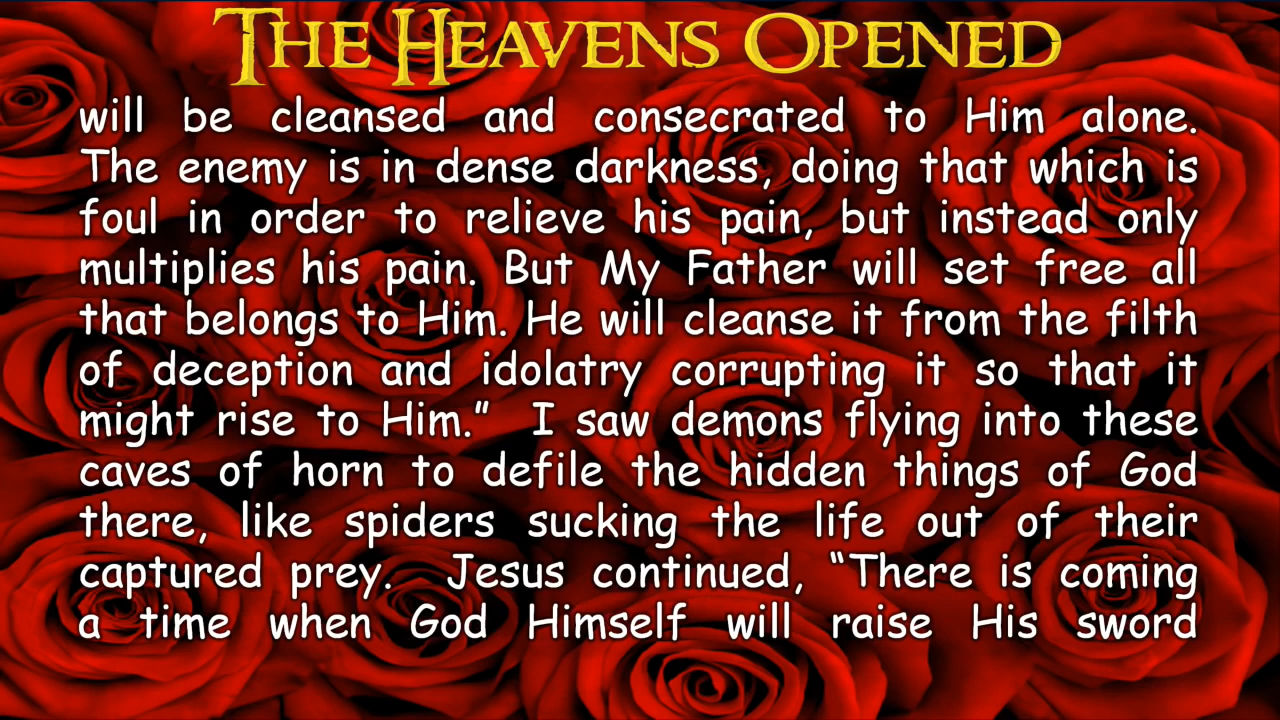 THE HEAVENS OPENED
will be cleansed and consecrated to Him alone.
The enemy is in dense darkness, doing that which is
foul in order to relieve his pain, but instead only
multiplies his pain. But My Father will set free all
that belongs to Him. He will cleanse it from the filth
of deception and idolatry corrupting it so that it
might rise to Him.” I saw demons flying into these
caves of horn to defile the hidden things of God
there, like spiders sucking the life out of their
captured prey. Jesus continued, “There is coming
a time when God Himself will raise His sword